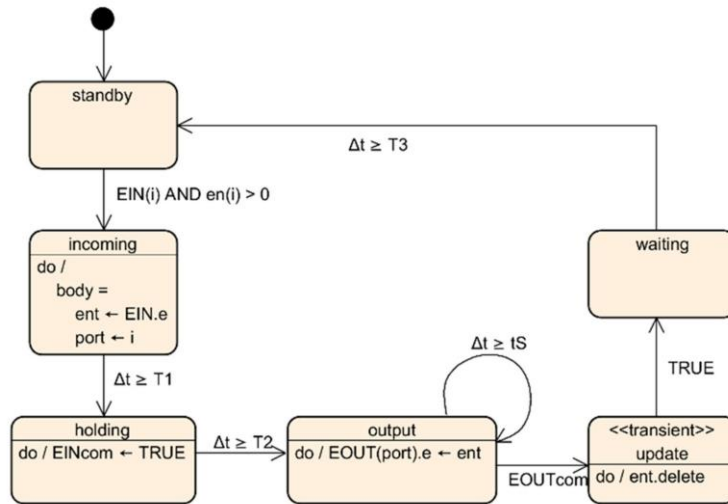 standby
Δt ≥ T3
EIN(i) AND en(i) > 0
incoming
do /
body =
ent ← EIN.e
port ← i
waiting
Δt ≥ tS
Δt ≥ T1
TRUE
holding
do / EINcom ← TRUE
Δt ≥ T2
output
do / EOUT(port).e ← ent
EOUTcom
<<transient>>
update
do / ent.delete